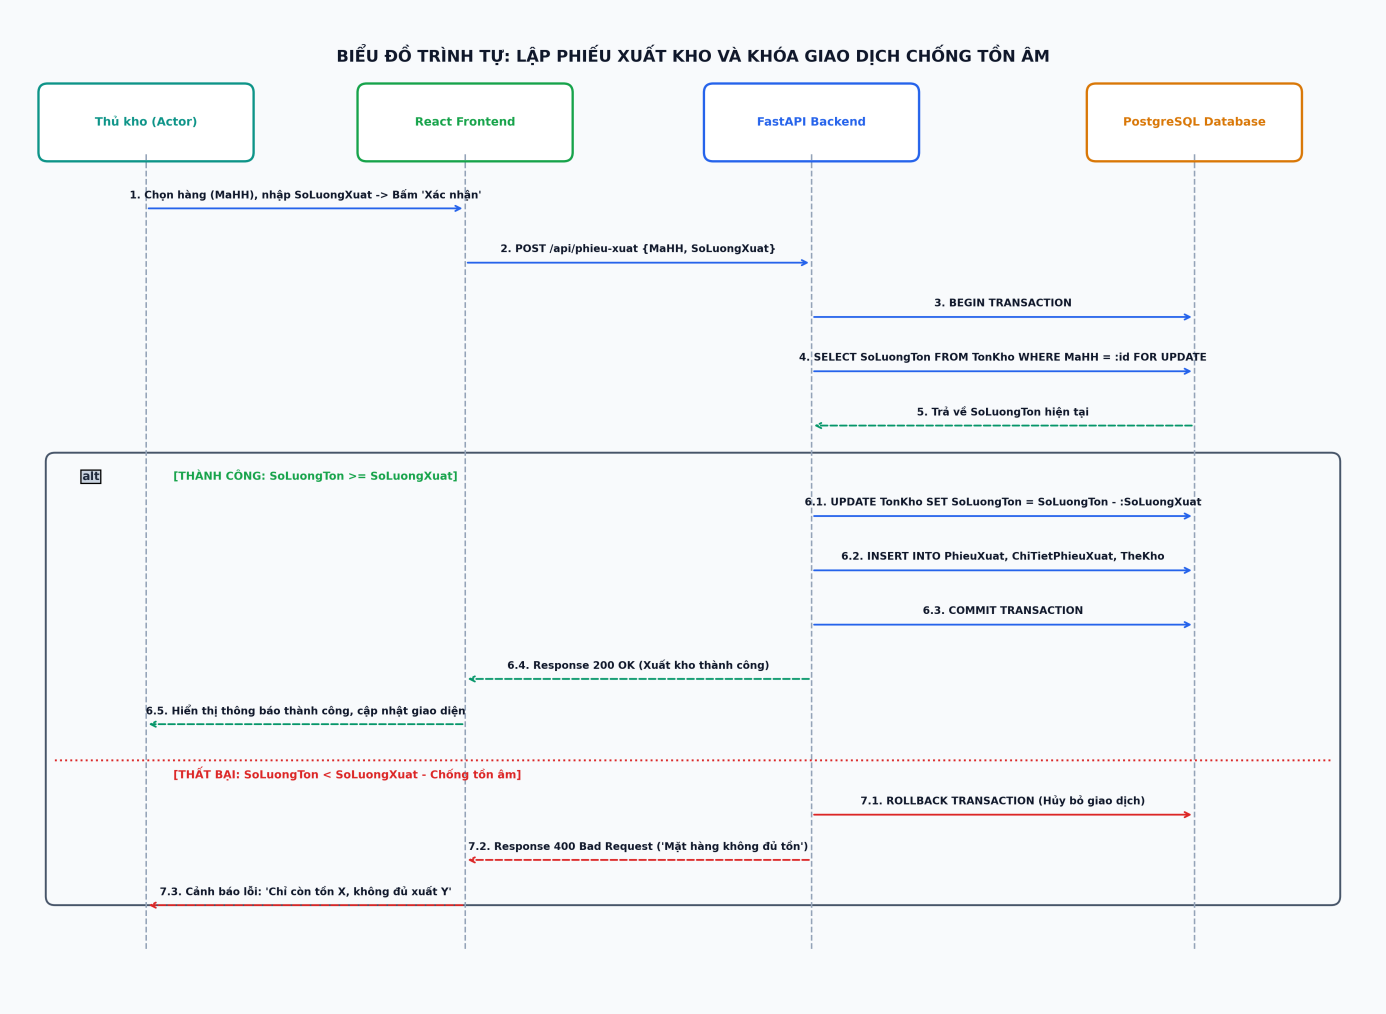 BIỂU ĐỒ TRÌNH TỰ: LẬP PHIẾU XUẤT KHO VÀ KHÓA GIAO DỊCH CHỐNG TỒN ÂM
Thủ kho (Actor)
React Frontend
FastAPI Backend
PostgreSQL Database
1. Chọn hàng (MaHH), nhập SoLuongXuat -> Bấm 'Xác nhận'
2. POST /api/phieu-xuat {MaHH, SoLuongXuat}
3. BEGIN TRANSACTION
4. SELECT SoLuongTon FROM TonKho WHERE MaHH = :id FOR UPDATE
5. Trả về SoLuongTon hiện tại
alt
[THÀNH CÔNG: SoLuongTon >= SoLuongXuat]
6.1. UPDATE TonKho SET SoLuongTon = SoLuongTon - :SoLuongXuat
6.2. INSERT INTO PhieuXuat, ChiTietPhieuXuat, TheKho
6.3. COMMIT TRANSACTION
6.4. Response 200 OK (Xuất kho thành công)
6.5. Hiển thị thông báo thành công, cập nhật giao diện
[THẤT BẠI: SoLuongTon < SoLuongXuat - Chống tồn âm]
7.1. ROLLBACK TRANSACTION (Hủy bỏ giao dịch)
7.2. Response 400 Bad Request ('Mặt hàng không đủ tồn')
7.3. Cảnh báo lỗi: 'Chỉ còn tồn X, không đủ xuất Y'